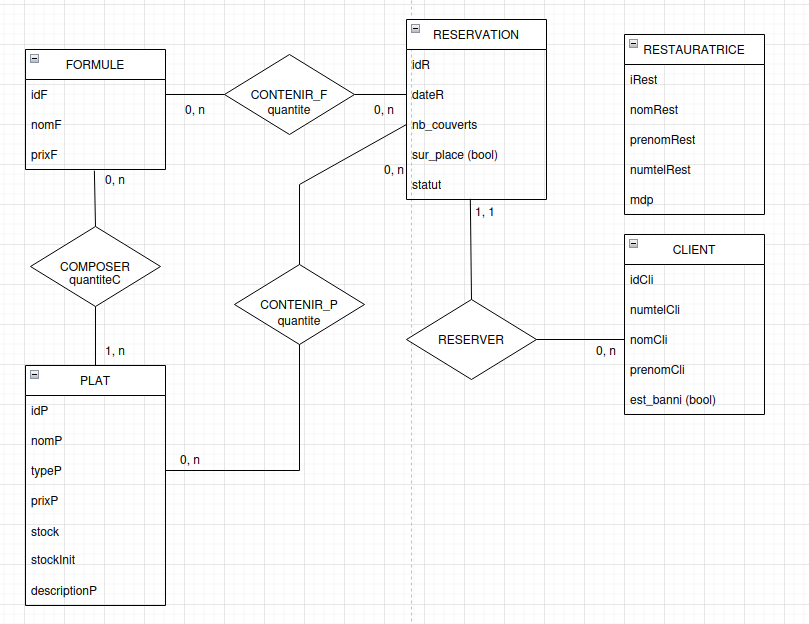 FORMULE
idF
nomF
prixF
0, n
CONTENIR_F
quantite
0, n
RESERVATION
idR
dateR
nb_couverts
sur_place (bool)
statut
0, n
1, 1
RESTAURATRICE
iRest
nomRest
prenomRest
numtelRest
mdp
0, n
COMPOSER
quantiteC
1, n
CONTENIR_P
quantite
0, n
RESERVER
0, n
CLIENT
idCli
numtelCli
nomCli
prenomCli
est_banni (bool)
PLAT
idP
nomP
typeP
prixP
stock
stockInit
descriptionP